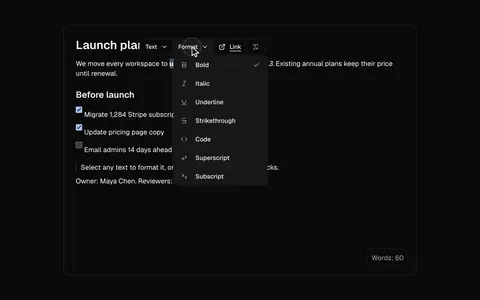 Launch plan
Text
Format
Link
We move every workspace to u
3. Existing annual plans keep their price
until renewal.
Before launch
Migrate 1,284 Stripe subscrip
Update pricing page copy
Email admins 14 days ahead
Select any text to format it, or
cks.
Owner: Maya Chen. Reviewers:
Bold
Italic
Underline
Strikethrough
Code
Superscript
Subscript
Words: 60